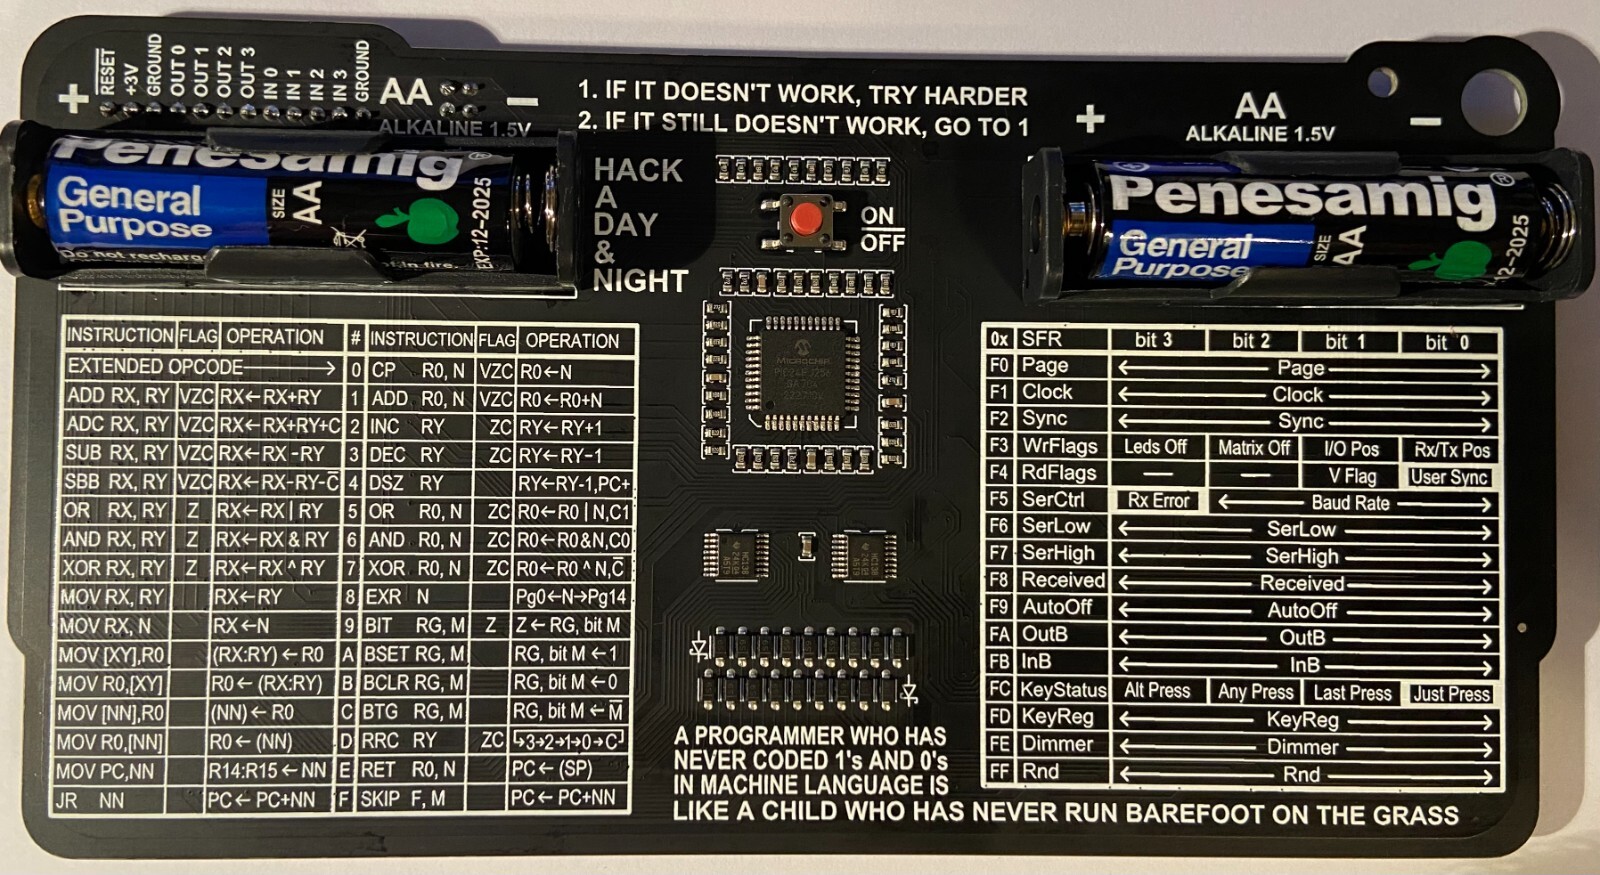 RESET
+3V
GROUND
OUT 0
OUT 1
OUT 2
OUT 3
IN 0
IN 1
IN 2
IN 3
GROUND
+ AA −
ALKALINE 1.5V
1. IF IT DOESN'T WORK, TRY HARDER
2. IF IT STILL DOESN'T WORK, GO TO 1
+ AA −
ALKALINE 1.5V
Penesamig®
General
Purpose
SIZE
AA
Do not recharge
in fire.
EXP:12-2025
HACK
A
DAY
&
NIGHT
ON
OFF
Penesamig®
General
Purpose
SIZE
AA
12-2025
INSTRUCTION FLAG OPERATION # INSTRUCTION FLAG OPERATION
EXTENDED OPCODE → 0 CP R0, N VZC R0←N
ADD RX, RY VZC RX←RX+RY 1 ADD R0, N VZC R0←R0+N
ADC RX, RY VZC RX←RX+RY+C 2 INC RY ZC RY←RY+1
SUB RX, RY VZC RX←RX-RY 3 DEC RY ZC RY←RY-1
SBB RX, RY VZC RX←RX-RY-C̅ 4 DSZ RY RY←RY-1,PC+
OR RX, RY Z RX←RX | RY 5 OR R0, N ZC R0←R0 | N,C1
AND RX, RY Z RX←RX & RY 6 AND R0, N ZC R0←R0&N,C0
XOR RX, RY Z RX←RX ^ RY 7 XOR R0, N ZC R0←R0 ^ N,C̅
MOV RX, RY RX←RY 8 EXR N Pg0←N→Pg14
MOV RX, N RX←N 9 BIT RG, M Z Z← RG, bit M
MOV [XY],R0 (RX:RY) ← R0 A BSET RG, M RG, bit M ←1
MOV R0,[XY] R0 ← (RX:RY) B BCLR RG, M RG, bit M ←0
MOV [NN],R0 (NN) ← R0 C BTG RG, M RG, bit M ← M̅
MOV R0,[NN] R0 ← (NN) D RRC RY ZC 3→2→1→0→C
MOV PC,NN R14:R15 ← NN E RET R0, N PC ← (SP)
JR NN PC ← PC+NN F SKIP F, M PC ← PC+NN
MICROCHIP
HC138
HC138
0x SFR bit 3 bit 2 bit 1 bit 0
F0 Page Page
F1 Clock Clock
F2 Sync Sync
F3 WrFlags Leds Off Matrix Off I/O Pos Rx/Tx Pos
F4 RdFlags — — V Flag User Sync
F5 SerCtrl Rx Error Baud Rate
F6 SerLow SerLow
F7 SerHigh SerHigh
F8 Received Received
F9 AutoOff AutoOff
FA OutB OutB
FB InB InB
FC KeyStatus Alt Press Any Press Last Press Just Press
FD KeyReg KeyReg
FE Dimmer Dimmer
FF Rnd Rnd
A PROGRAMMER WHO HAS
NEVER CODED 1's AND 0's
IN MACHINE LANGUAGE IS
LIKE A CHILD WHO HAS NEVER RUN BAREFOOT ON THE GRASS